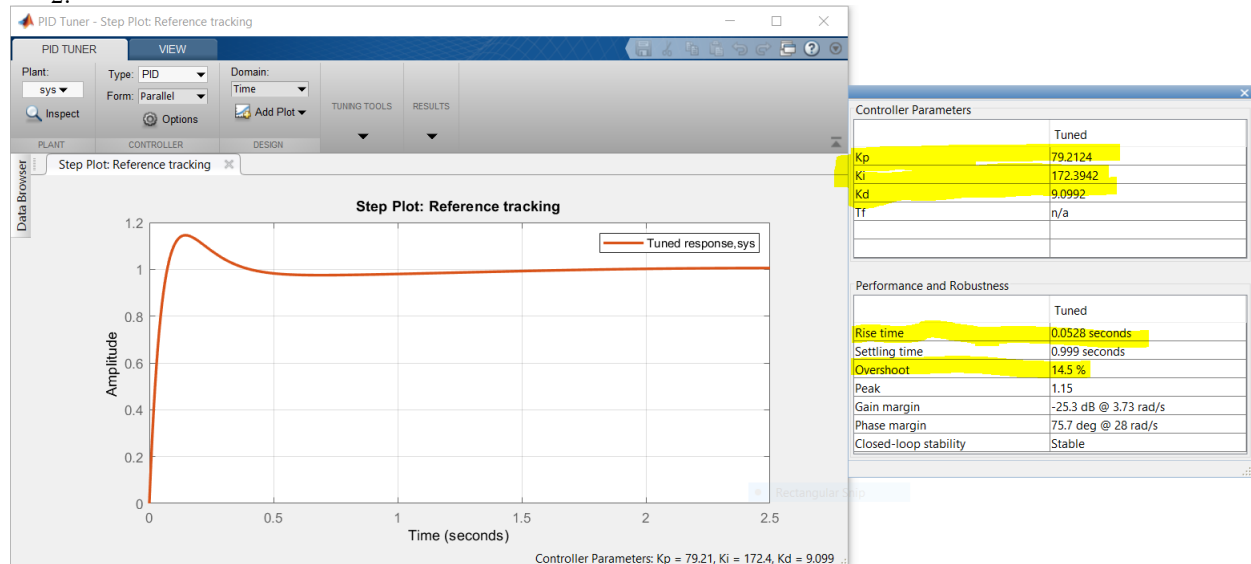 2.
PID Tuner - Step Plot: Reference tracking
PID TUNER VIEW
Plant:
sys
Inspect
PLANT
Type: PID
Form: Parallel
Options
CONTROLLER
Domain:
Time
Add Plot
DESIGN
TUNING TOOLS
RESULTS
Data Browser
Step Plot: Reference tracking
Step Plot: Reference tracking
Tuned response,sys
Amplitude
1.2
1
0.8
0.6
0.4
0.2
0
0 0.5 1 1.5 2 2.5
Time (seconds)
Rectangular Snip
Controller Parameters: Kp = 79.21, Ki = 172.4, Kd = 9.099
Controller Parameters
Tuned
Kp 79.2124
Ki 172.3942
Kd 9.0992
Tf n/a
Performance and Robustness
Tuned
Rise time 0.0528 seconds
Settling time 0.999 seconds
Overshoot 14.5 %
Peak 1.15
Gain margin -25.3 dB @ 3.73 rad/s
Phase margin 75.7 deg @ 28 rad/s
Closed-loop stability Stable